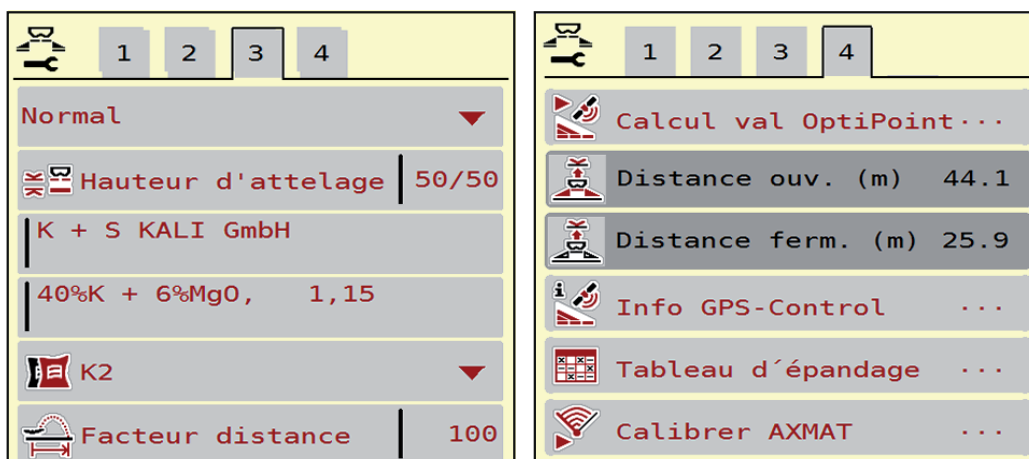 1 2 3 4
Normal
Hauteur d'attelage 50/50
K + S KALI GmbH
40%K + 6%MgO, 1,15
K2
Facteur distance 100
1 2 3 4
Calcul val OptiPoint ...
Distance ouv. (m) 44.1
Distance ferm. (m) 25.9
Info GPS-Control ...
Tableau d´épandage ...
Calibrer AXMAT ...